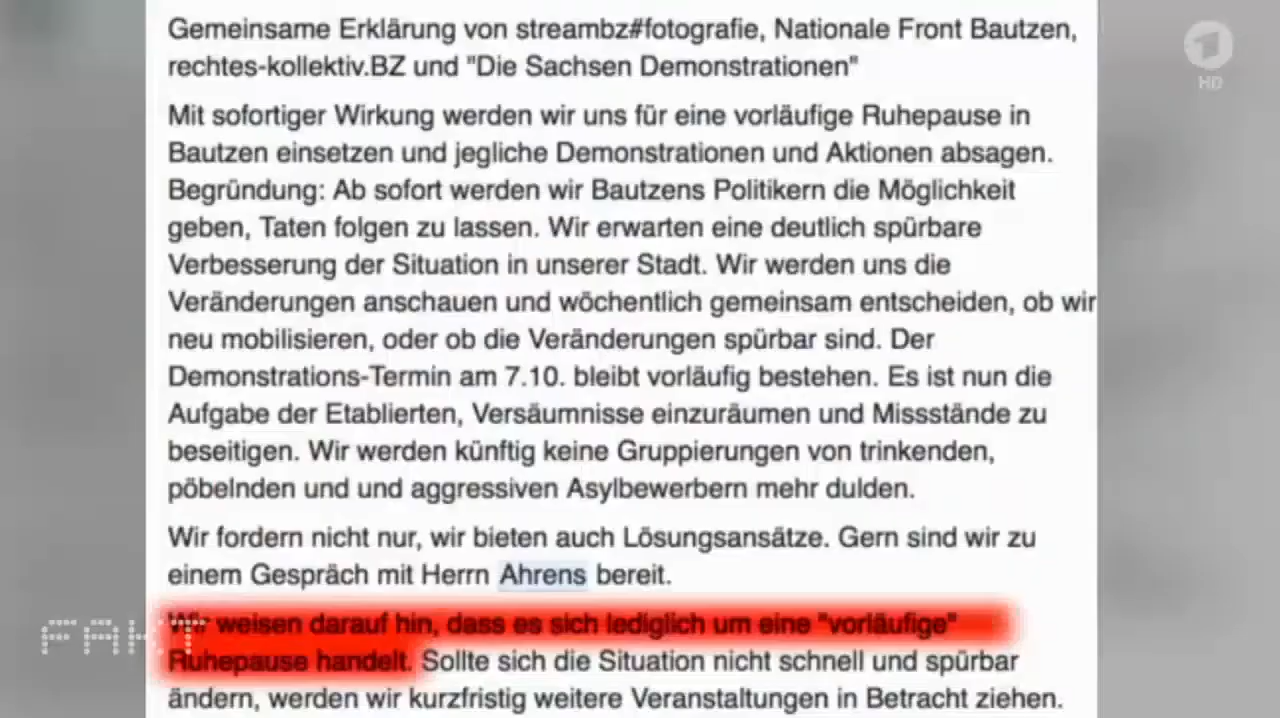 Gemeinsame Erklärung von streambz#fotografie, Nationale Front Bautzen,
rechtes-kollektiv.BZ und "Die Sachsen Demonstrationen"
Mit sofortiger Wirkung werden wir uns für eine vorläufige Ruhepause in
Bautzen einsetzen und jegliche Demonstrationen und Aktionen absagen.
Begründung: Ab sofort werden wir Bautzens Politikern die Möglichkeit
geben, Taten folgen zu lassen. Wir erwarten eine deutlich spürbare
Verbesserung der Situation in unserer Stadt. Wir werden uns die
Veränderungen anschauen und wöchentlich gemeinsam entscheiden, ob wir
neu mobilisieren, oder ob die Veränderungen spürbar sind. Der
Demonstrations-Termin am 7.10. bleibt vorläufig bestehen. Es ist nun die
Aufgabe der Etablierten, Versäumnisse einzuräumen und Missstände zu
beseitigen. Wir werden künftig keine Gruppierungen von trinkenden,
pöbelnden und und aggressiven Asylbewerbern mehr dulden.
Wir fordern nicht nur, wir bieten auch Lösungsansätze. Gern sind wir zu
einem Gespräch mit Herrn Ahrens bereit.
Wir weisen darauf hin, dass es sich lediglich um eine "vorläufige"
Ruhepause handelt. Sollte sich die Situation nicht schnell und spürbar
ändern, werden wir kurzfristig weitere Veranstaltungen in Betracht ziehen.
1
HD
FAKT